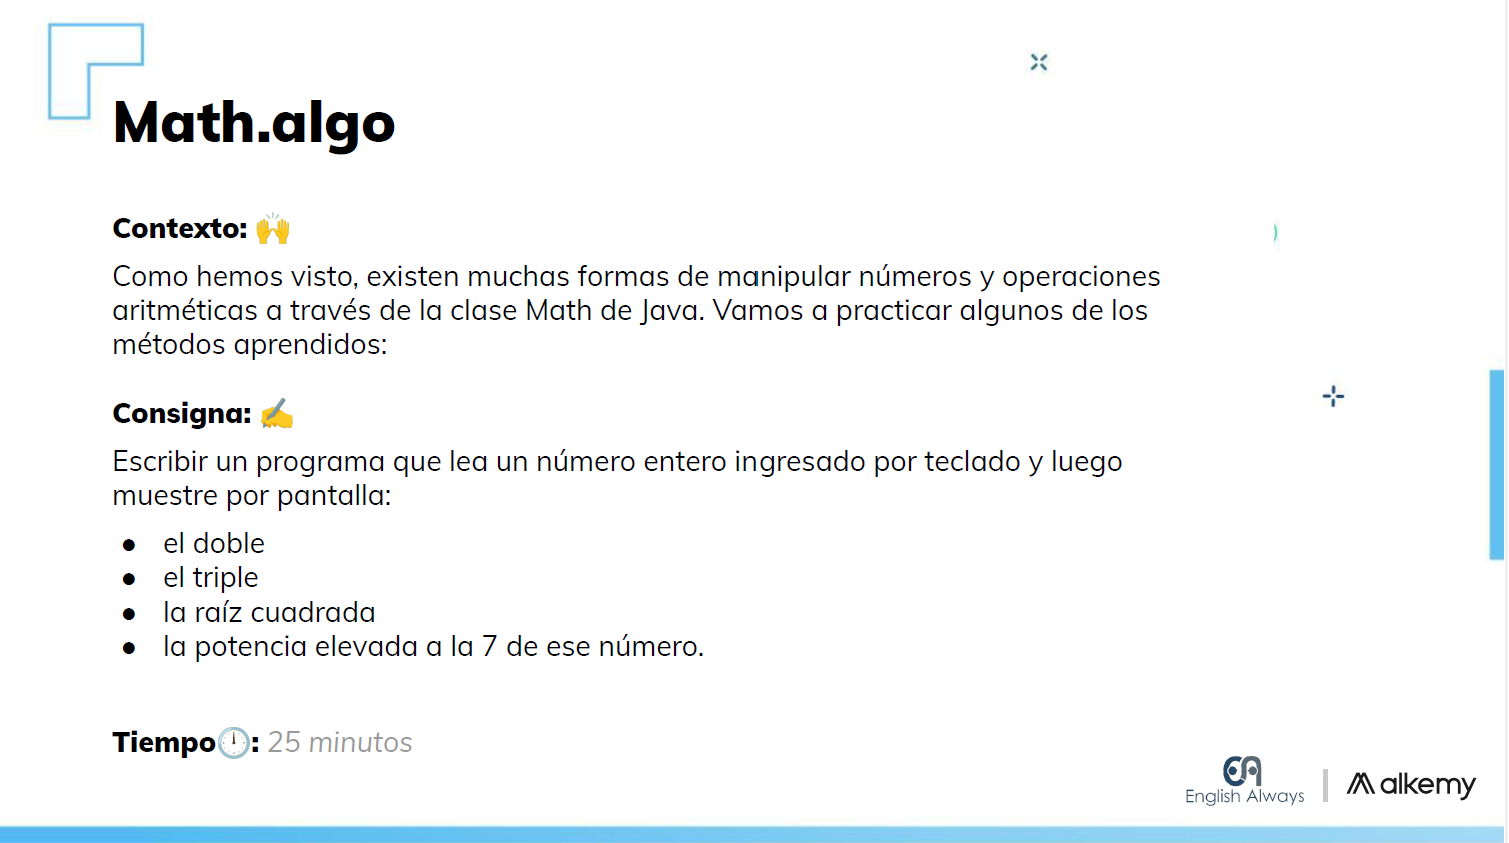 Math.algo
Contexto: 🙌
Como hemos visto, existen muchas formas de manipular números y operaciones
aritméticas a través de la clase Math de Java. Vamos a practicar algunos de los
métodos aprendidos:
Consigna: ✍️
Escribir un programa que lea un número entero ingresado por teclado y luego
muestre por pantalla:
● el doble
● el triple
● la raíz cuadrada
● la potencia elevada a la 7 de ese número.
Tiempo🕛: 25 minutos
English Always
alkemy